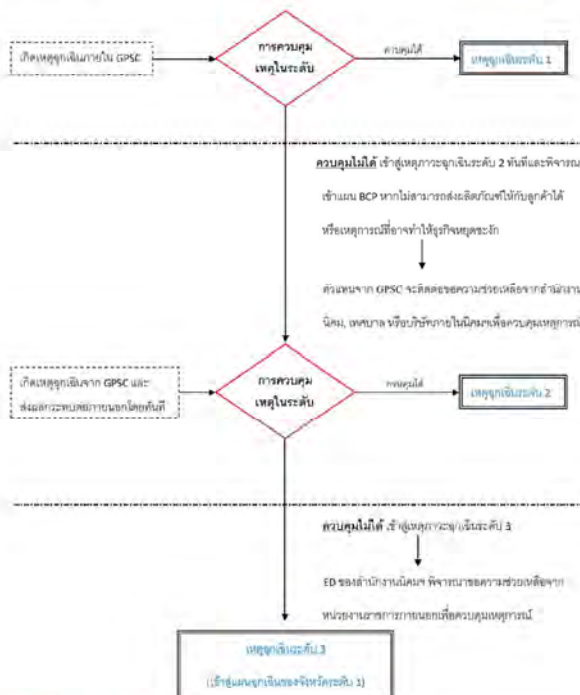 เกิดเหตุฉุกเฉินภายใน GPSC
การควบคุม
เหตุในระดับ
ควบคุมได้
เหตุฉุกเฉินระดับ 1
ควบคุมไม่ได้ เข้าสู่เหตุภาวะฉุกเฉินระดับ 2 ทันทีและพิจารณ
เข้าแผน BCP หากไม่สามารถส่งผลิตภัณฑ์ให้กับลูกค้าได้
หรือเหตุการณ์ที่อาจทำให้ธุรกิจหยุดชะงัก
ตัวแทนจาก GPSC จะติดต่อขอความช่วยเหลือจากสำนักงาน
นิคม, เทศบาล หรือบริษัทภายในนิคมฯเพื่อควบคุมเหตุการณ์
เกิดเหตุฉุกเฉินจาก GPSC และ
ส่งผลกระทบต่อภายนอกโดยทันที
การควบคุม
เหตุในระดับ
ควบคุมได้
เหตุฉุกเฉินระดับ 2
ควบคุมไม่ได้ เข้าสู่เหตุภาวะฉุกเฉินระดับ 3
ED ของสำนักงานนิคมฯ พิจารณาขอความช่วยเหลือจาก
หน่วยงานราชการภายนอกเพื่อควบคุมเหตุการณ์
เหตุฉุกเฉินระดับ 3
(เข้าสู่แผนฉุกเฉินของจังหวัดระดับ 1)